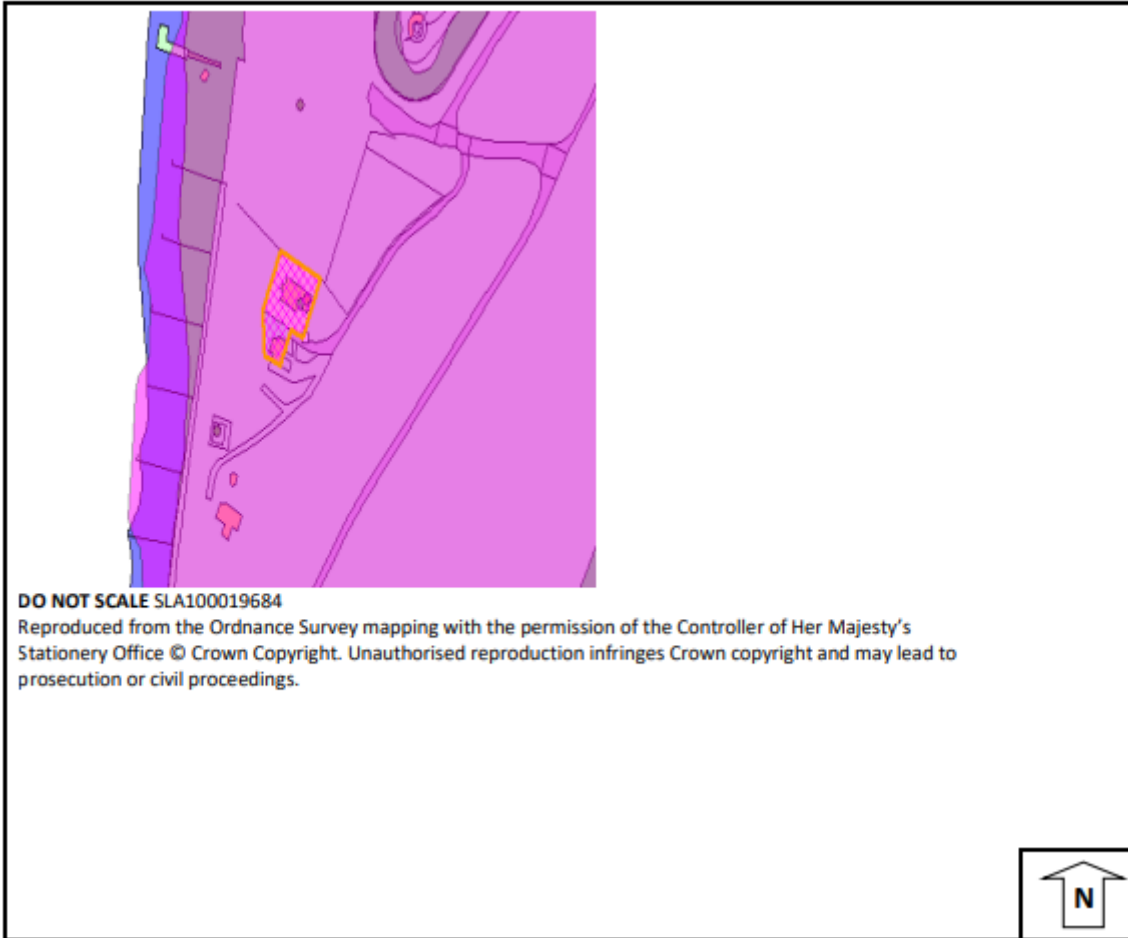 DO NOT SCALE SLA100019684
Reproduced from the Ordnance Survey mapping with the permission of the Controller of Her Majesty’s
Stationery Office © Crown Copyright. Unauthorised reproduction infringes Crown copyright and may lead to
prosecution or civil proceedings.
N